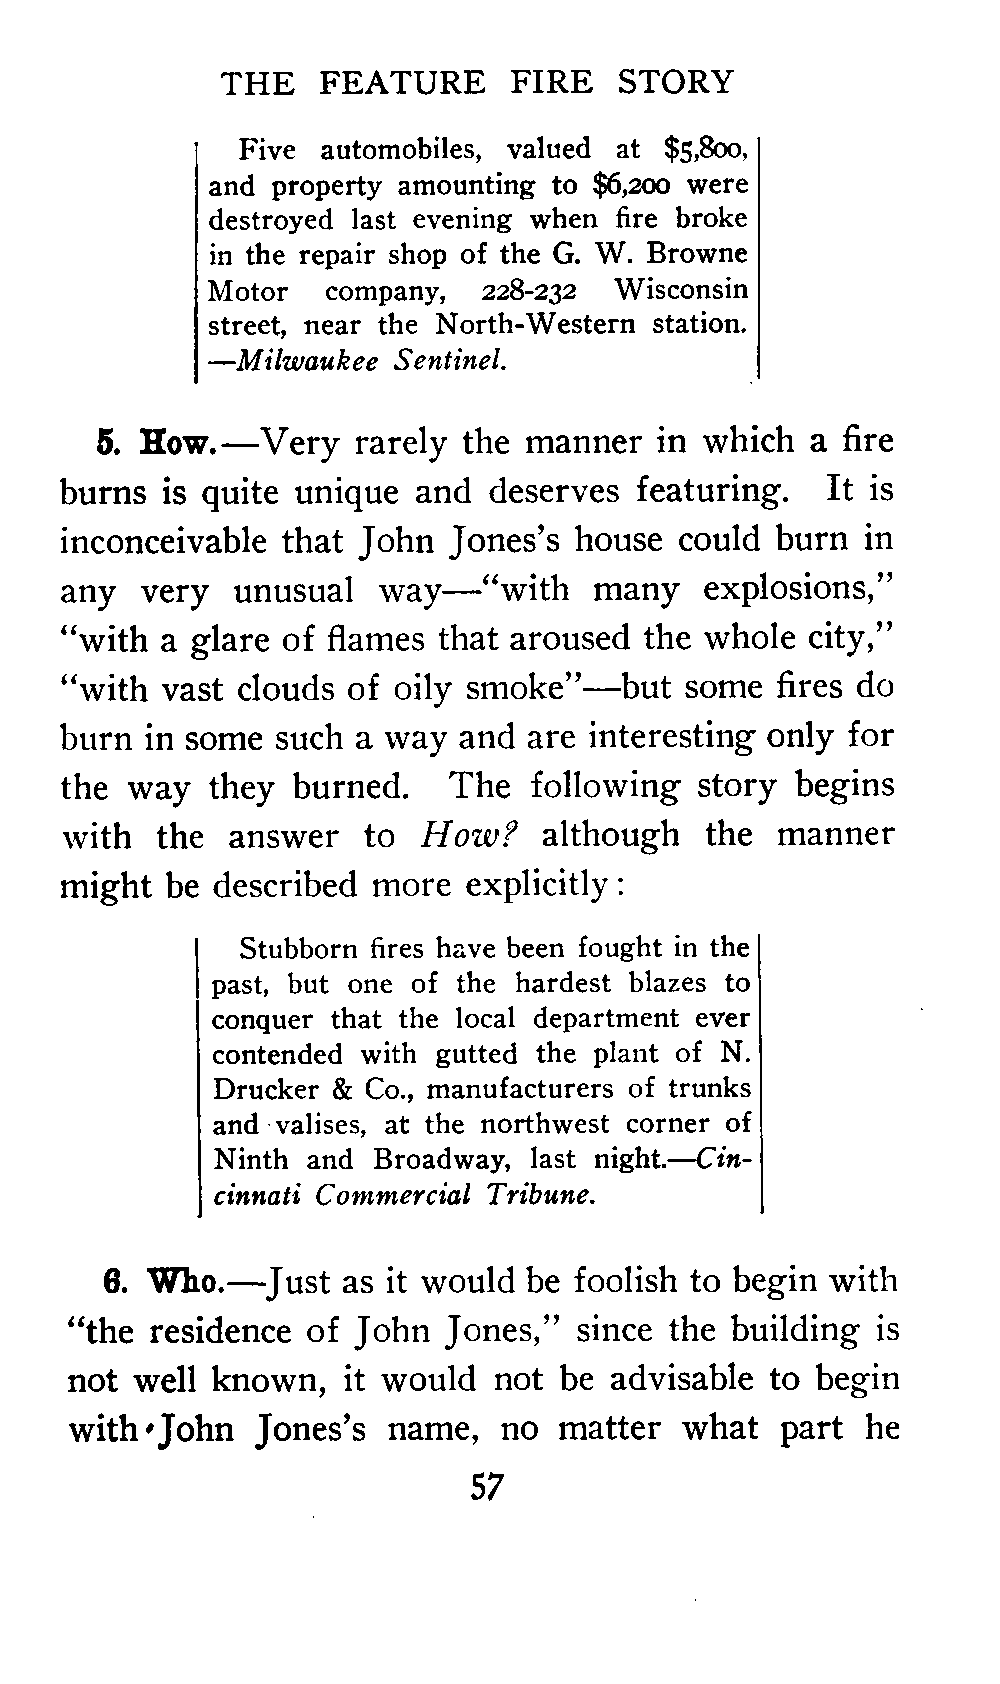 THE FEATURE FIRE STORY
Five automobiles, valued at $5,800,
and property amounting to $6,200 were
destroyed last evening when fire broke
in the repair shop of the G. W. Browne
Motor company, 228-232 Wisconsin
street, near the North-Western station.
—Milwaukee Sentinel.
5. How.—Very rarely the manner in which a fire
burns is quite unique and deserves featuring. It is
inconceivable that John Jones's house could burn in
any very unusual way—“with many explosions,”
“with a glare of flames that aroused the whole city,”
“with vast clouds of oily smoke”—but some fires do
burn in some such a way and are interesting only for
the way they burned. The following story begins
with the answer to How? although the manner
might be described more explicitly:
Stubborn fires have been fought in the
past, but one of the hardest blazes to
conquer that the local department ever
contended with gutted the plant of N.
Drucker & Co., manufacturers of trunks
and valises, at the northwest corner of
Ninth and Broadway, last night.—Cin-
cinnati Commercial Tribune.
6. Who.—Just as it would be foolish to begin with
“the residence of John Jones,” since the building is
not well known, it would not be advisable to begin
with John Jones's name, no matter what part he
57